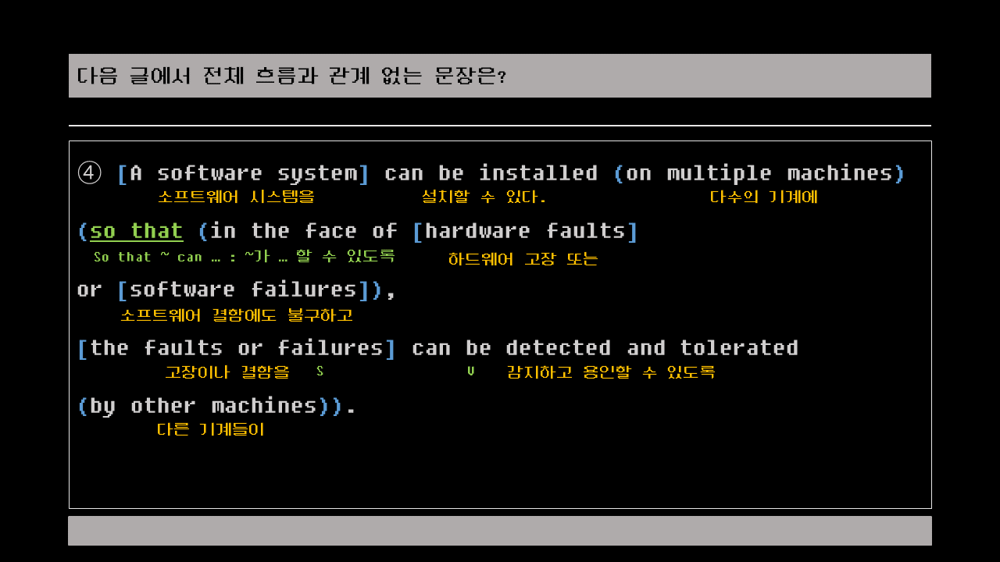 다음 글에서 전체 흐름과 관계 없는 문장은?
④ [A software system] can be installed (on multiple machines)
소프트웨어 시스템을 설치할 수 있다. 다수의 기계에
(so that (in the face of [hardware faults]
So that ~ can … : ~가 … 할 수 있도록 하드웨어 고장 또는
or [software failures]),
소프트웨어 결함에도 불구하고
[the faults or failures] can be detected and tolerated
고장이나 결함을 S V 감지하고 용인할 수 있도록
(by other machines)).
다른 기계들이